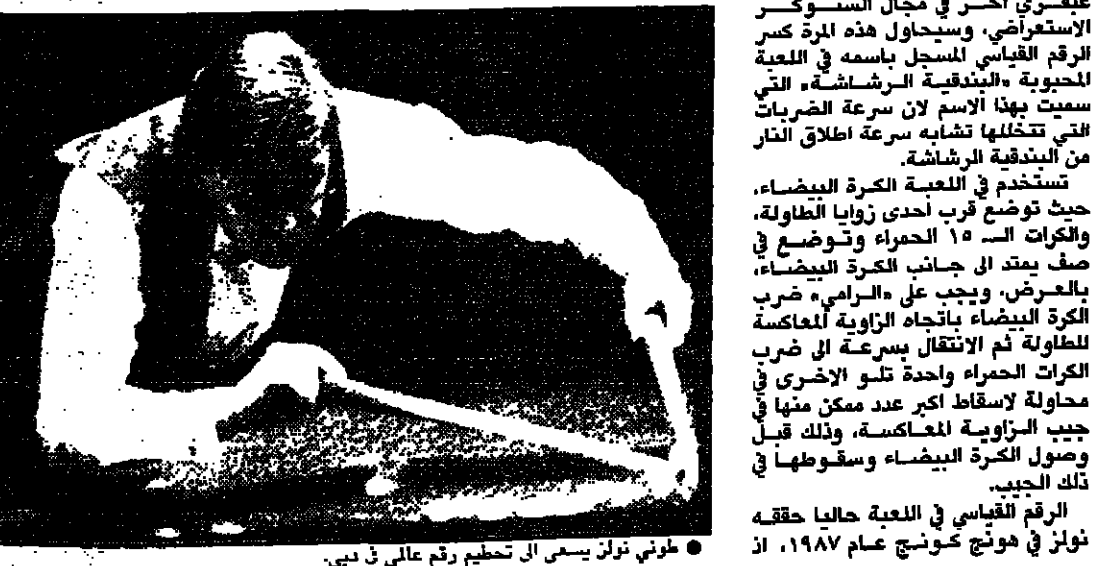 عبقري آخر في مجال السنوكر
الاستعراضي، وسيحاول هذه المرة كسر
الرقم القياسي المسجل باسمه في اللعبة
المحبوبة «البندقية الرشاشة» التي
سميت بهذا الاسم لان سرعة الضربات
التي تتخللها تشابه سرعة اطلاق النار
من البندقية الرشاشة.
تستخدم في اللعبة الكرة البيضاء،
حيث توضع قرب احدى زوايا الطاولة،
والكرات الـ ١٥ الحمراء وتوضع في
صف يمتد الى جانب الكرة البيضاء،
بالعرض، ويجب على «الرامي» ضرب
الكرة البيضاء باتجاه الزاوية المعاكسة
للطاولة ثم الانتقال بسرعة الى ضرب
الكرات الحمراء واحدة تلو الاخرى في
محاولة لاسقاط اكبر عدد ممكن منها في
جيب الزاوية المعاكسة، وذلك قبل
وصول الكرة البيضاء وسقوطها في
ذلك الجيب.
الرقم القياسي في اللعبة حاليا حققه
نولز في هونج كونج عام ١٩٨٧، اذ
● طوني نولز يسعى الى تحطيم رقم عالمي في دبي.